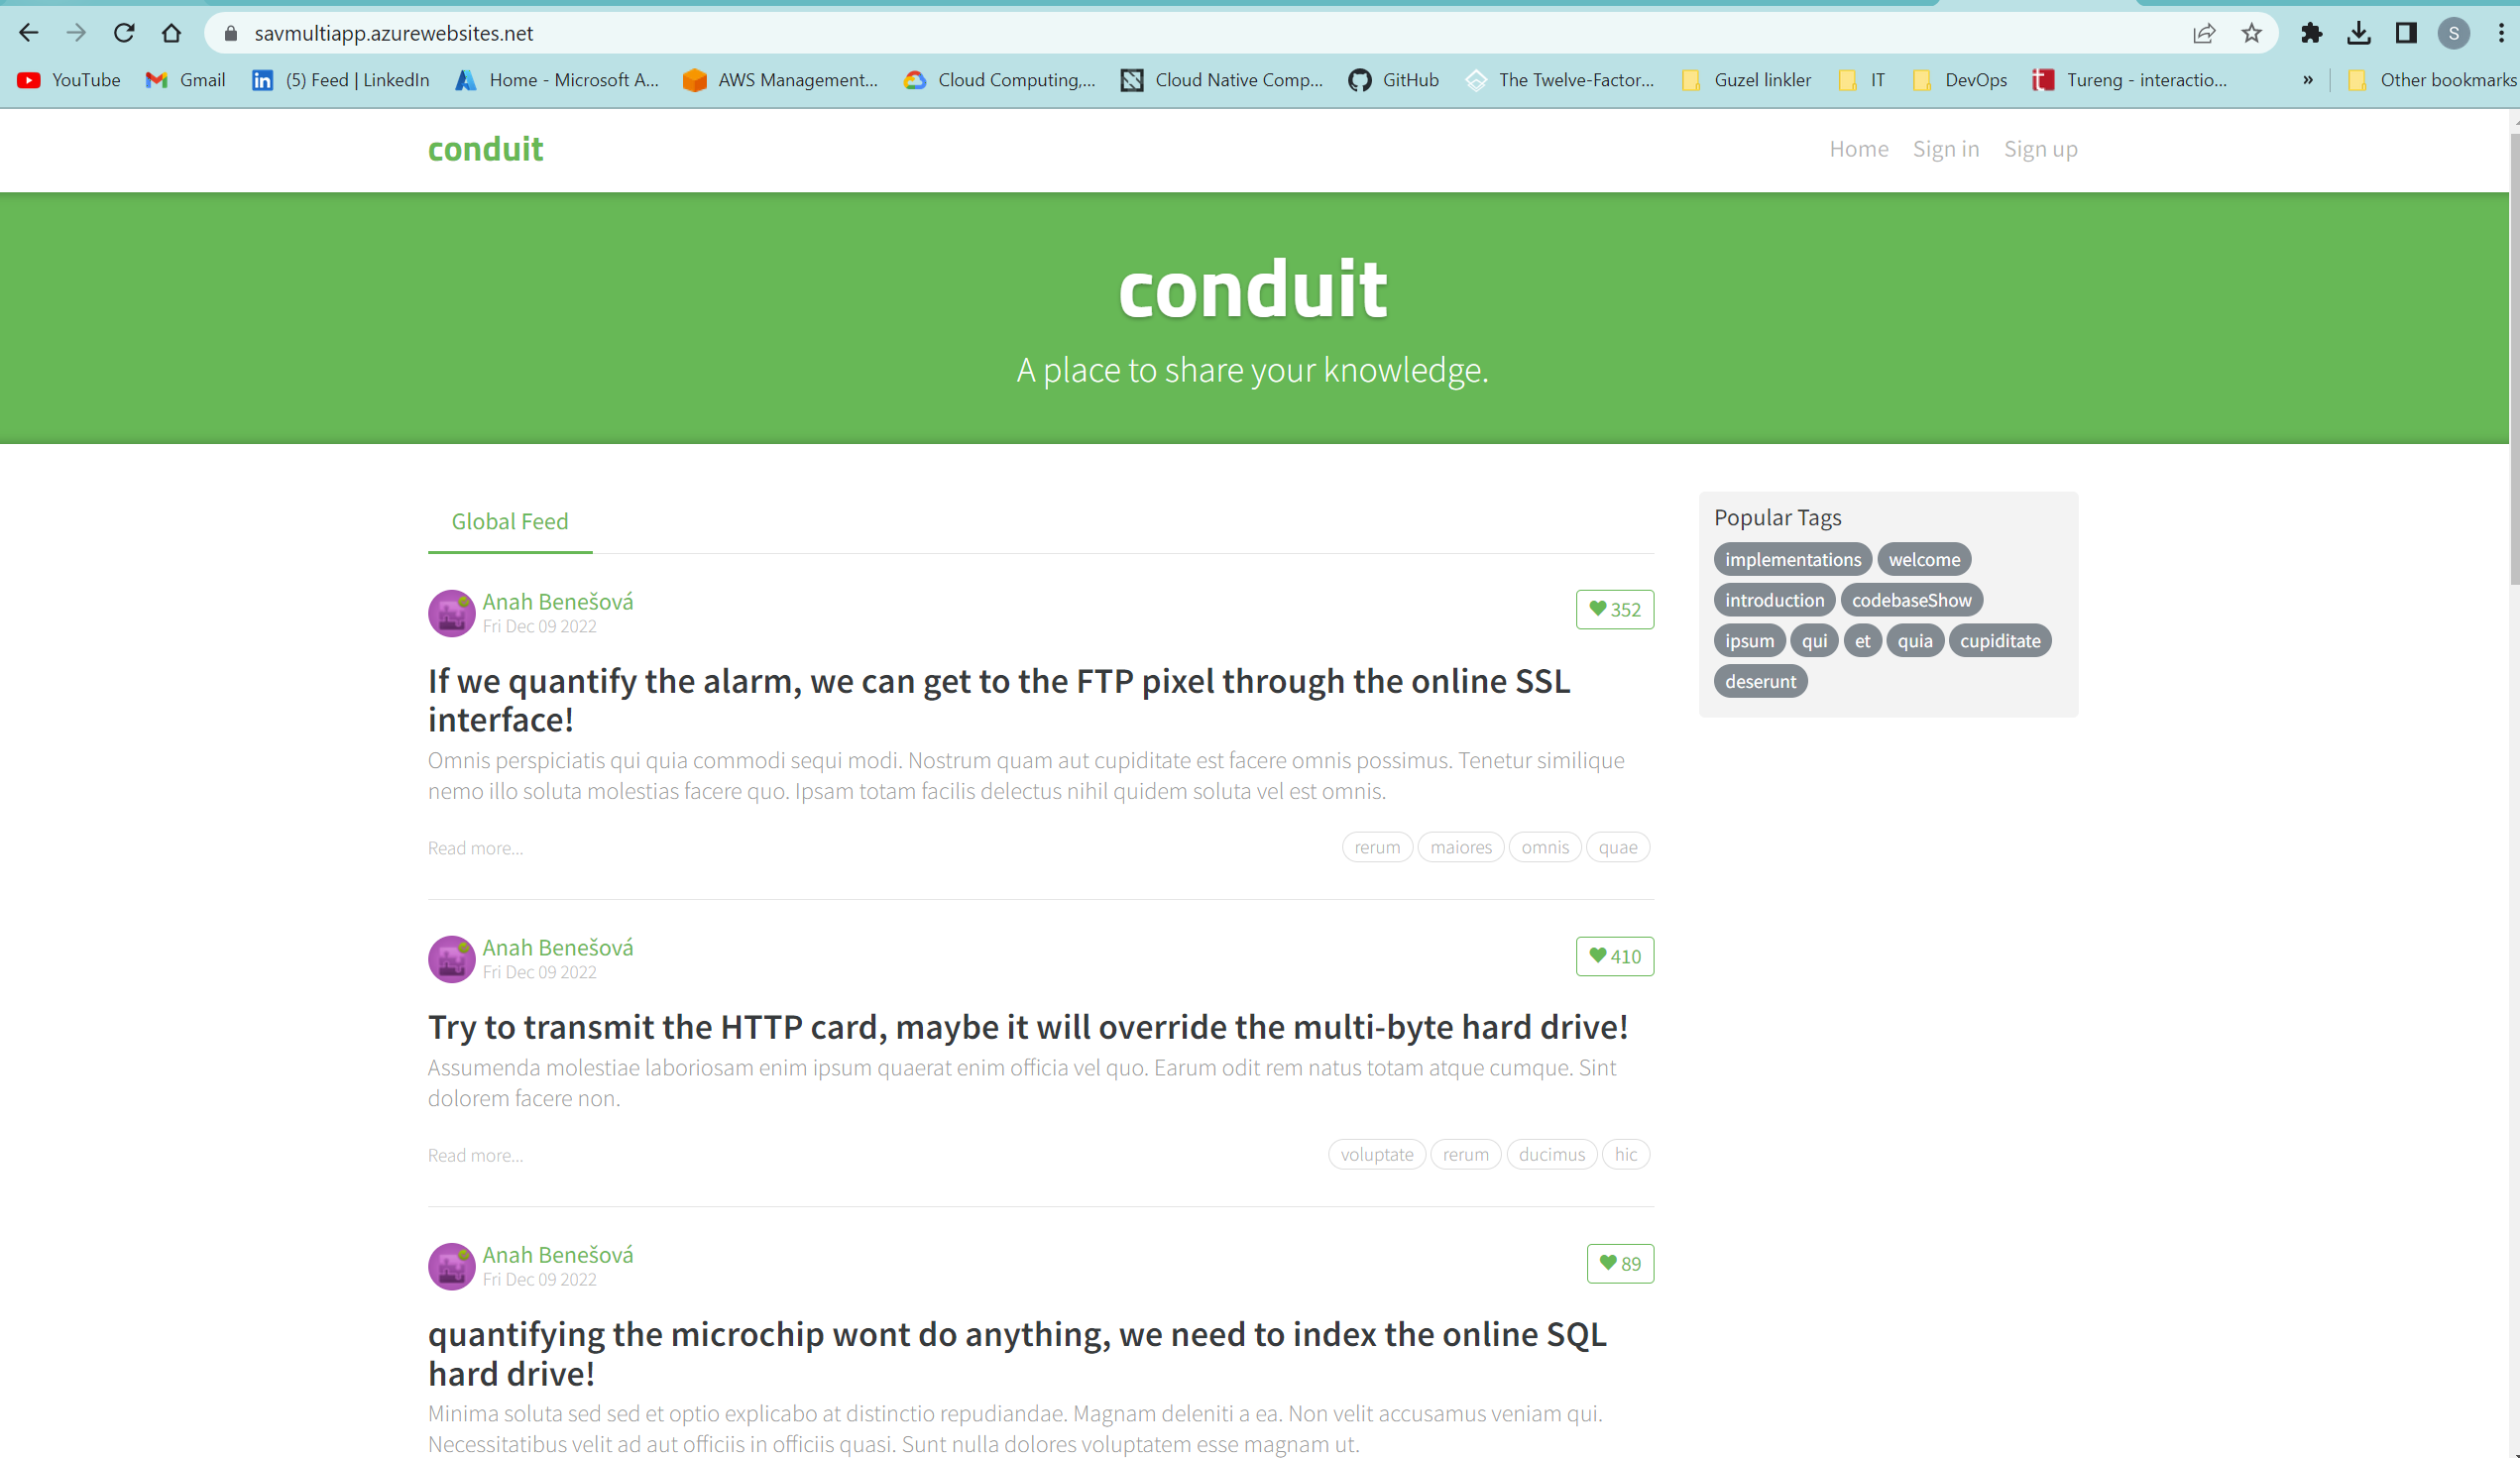 savmultiapp.azurewebsites.net
S
YouTube Gmail (5) Feed | LinkedIn Home - Microsoft A... AWS Management... Cloud Computing,... Cloud Native Comp... GitHub The Twelve-Factor... Guzel linkler IT DevOps Tureng - interactio... » Other bookmarks
conduit
Home Sign in Sign up
conduit
A place to share your knowledge.
Global Feed
Anah Benešová
Fri Dec 09 2022
352
If we quantify the alarm, we can get to the FTP pixel through the online SSL
interface!
Omnis perspiciatis qui quia commodi sequi modi. Nostrum quam aut cupiditate est facere omnis possimus. Tenetur similique
nemo illo soluta molestias facere quo. Ipsam totam facilis delectus nihil quidem soluta vel est omnis.
Read more...
rerum maiores omnis quae
Anah Benešová
Fri Dec 09 2022
410
Try to transmit the HTTP card, maybe it will override the multi-byte hard drive!
Assumenda molestiae laboriosam enim ipsum quaerat enim officia vel quo. Earum odit rem natus totam atque cumque. Sint
dolorem facere non.
Read more...
voluptate rerum ducimus hic
Anah Benešová
Fri Dec 09 2022
89
quantifying the microchip wont do anything, we need to index the online SQL
hard drive!
Minima soluta sed sed et optio explicabo at distinctio repudiandae. Magnam deleniti a ea. Non velit accusamus veniam qui.
Necessitatibus velit ad aut officiis in officiis quasi. Sunt nulla dolores voluptatem esse magnam ut.
Popular Tags
implementations welcome
introduction codebaseShow
ipsum qui et quia cupiditate
deserunt